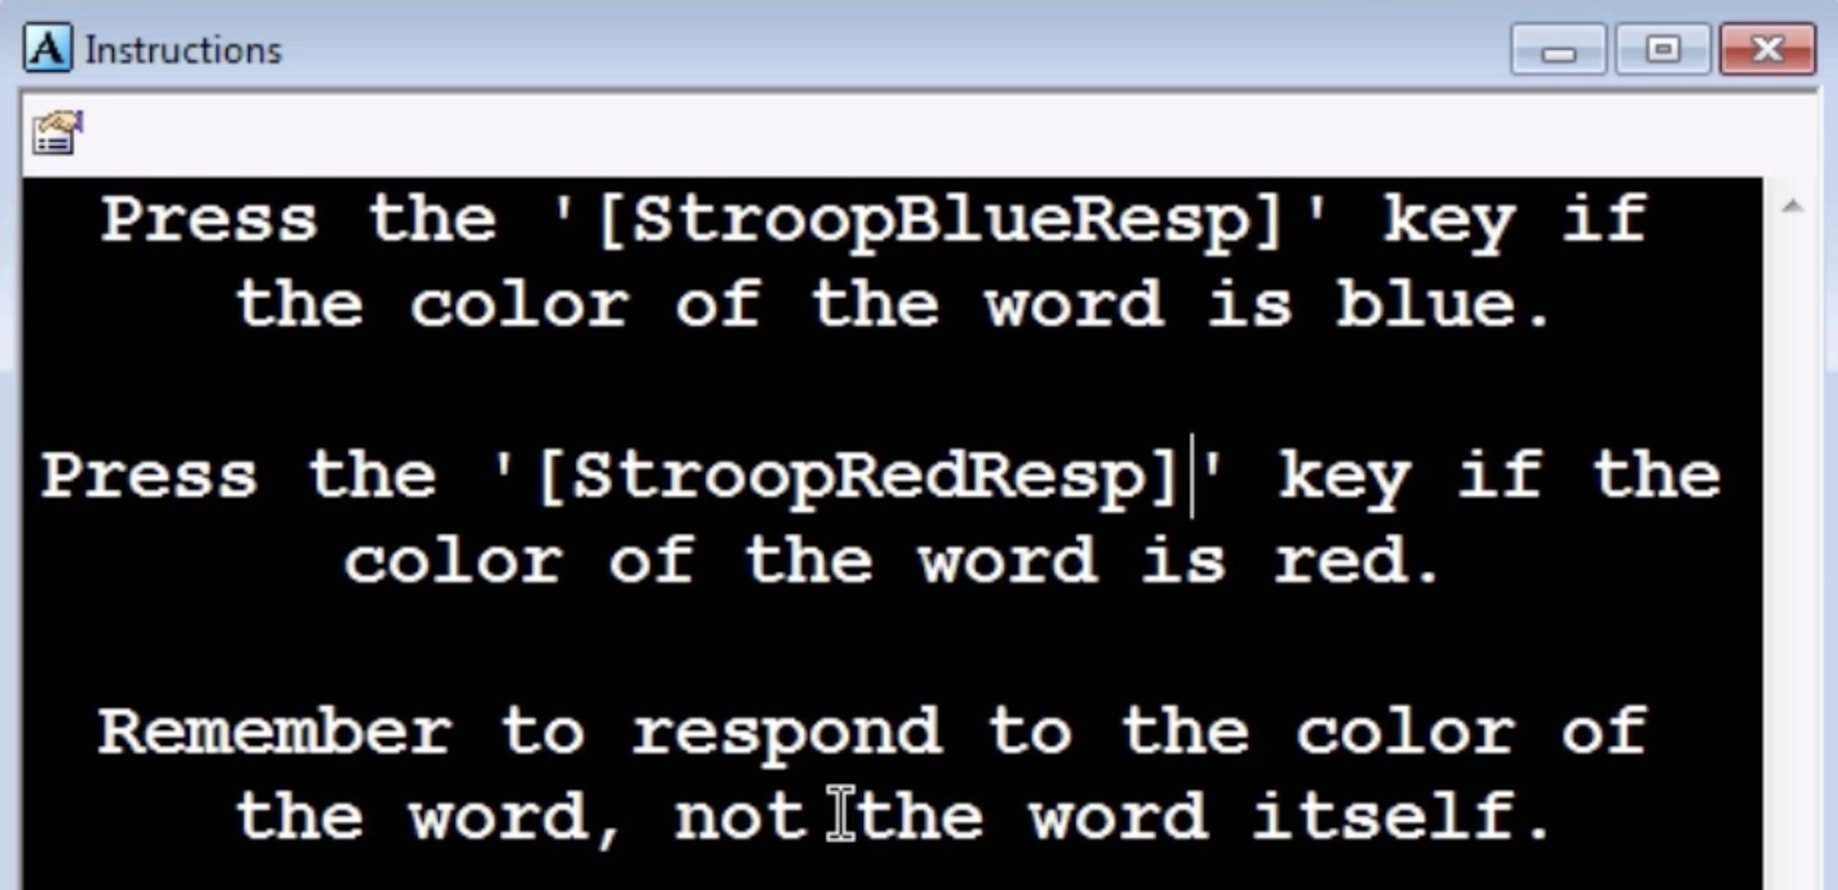 Instructions
Press the '[StroopBlueResp]' key if
the color of the word is blue.
Press the '[StroopRedResp]' key if the
color of the word is red.
Remember to respond to the color of
the word, not the word itself.